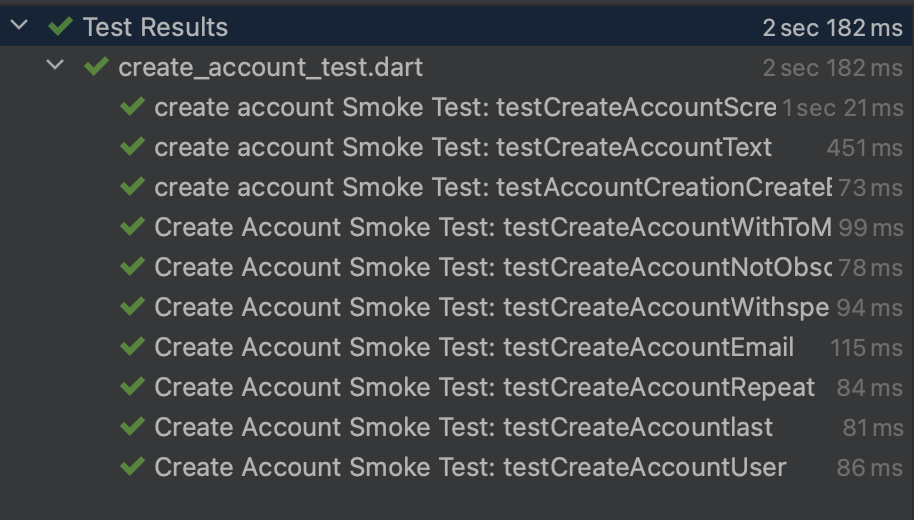 Test Results 2 sec 182 ms
create_account_test.dart 2 sec 182 ms
create account Smoke Test: testCreateAccountScre 1 sec 21 ms
create account Smoke Test: testCreateAccountText 451 ms
create account Smoke Test: testAccountCreationCreateE 73 ms
Create Account Smoke Test: testCreateAccountWithToM 99 ms
Create Account Smoke Test: testCreateAccountNotObsc 78 ms
Create Account Smoke Test: testCreateAccountWithspe 94 ms
Create Account Smoke Test: testCreateAccountEmail 115 ms
Create Account Smoke Test: testCreateAccountRepeat 84 ms
Create Account Smoke Test: testCreateAccountlast 81 ms
Create Account Smoke Test: testCreateAccountUser 86 ms